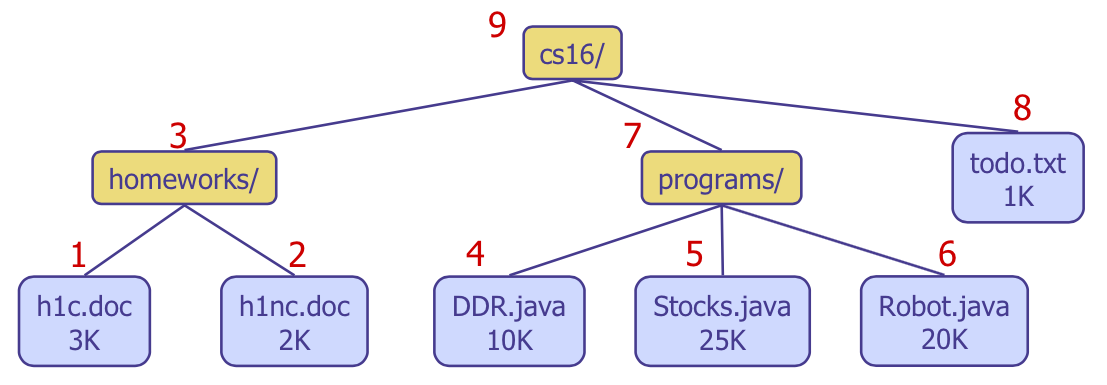 9
cs16/
3
homeworks/
7
programs/
8
todo.txt
1K
1
h1c.doc
3K
2
h1nc.doc
2K
4
DDR.java
10K
5
Stocks.java
25K
6
Robot.java
20K